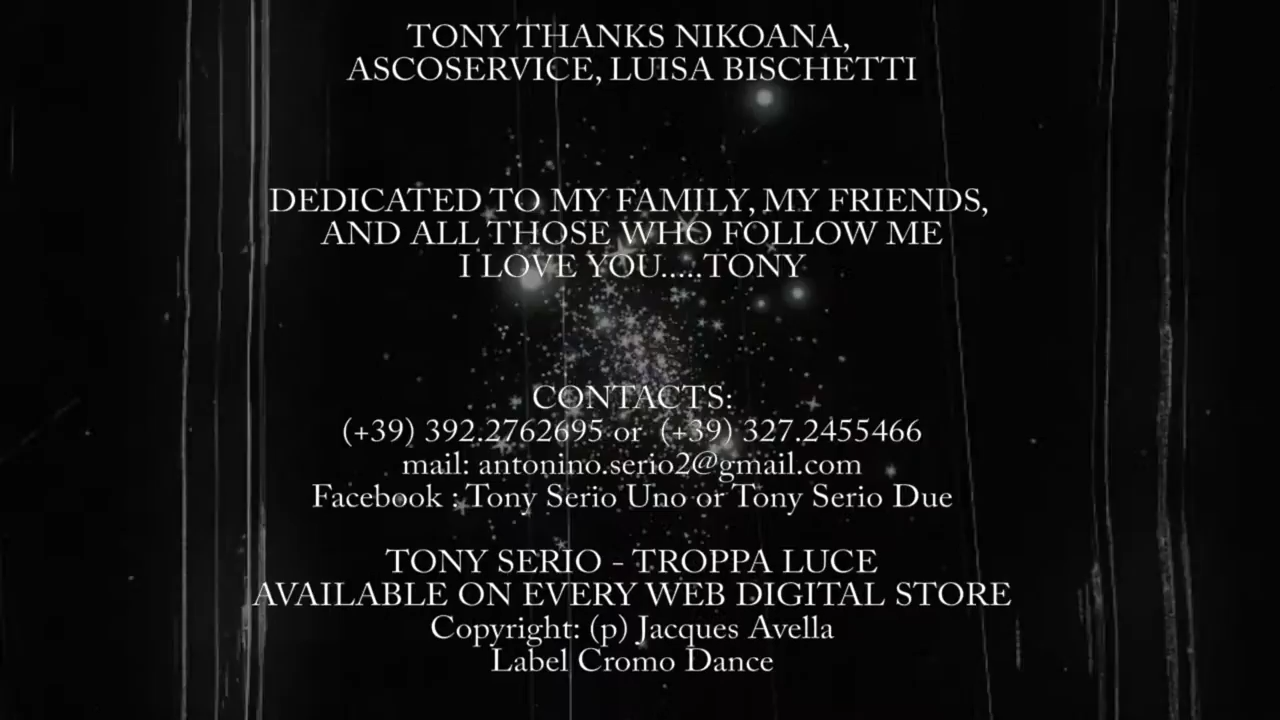 TONY THANKS NIKOANA,
ASCOSERVICE, LUISA BISCHETTI
DEDICATED TO MY FAMILY, MY FRIENDS,
AND ALL THOSE WHO FOLLOW ME
I LOVE YOU.....TONY
CONTACTS:
(+39) 392.2762695 or (+39) 327.2455466
mail: antonino.serio2@gmail.com
Facebook : Tony Serio Uno or Tony Serio Due
TONY SERIO - TROPPA LUCE
AVAILABLE ON EVERY WEB DIGITAL STORE
Copyright: (p) Jacques Avella
Label Cromo Dance